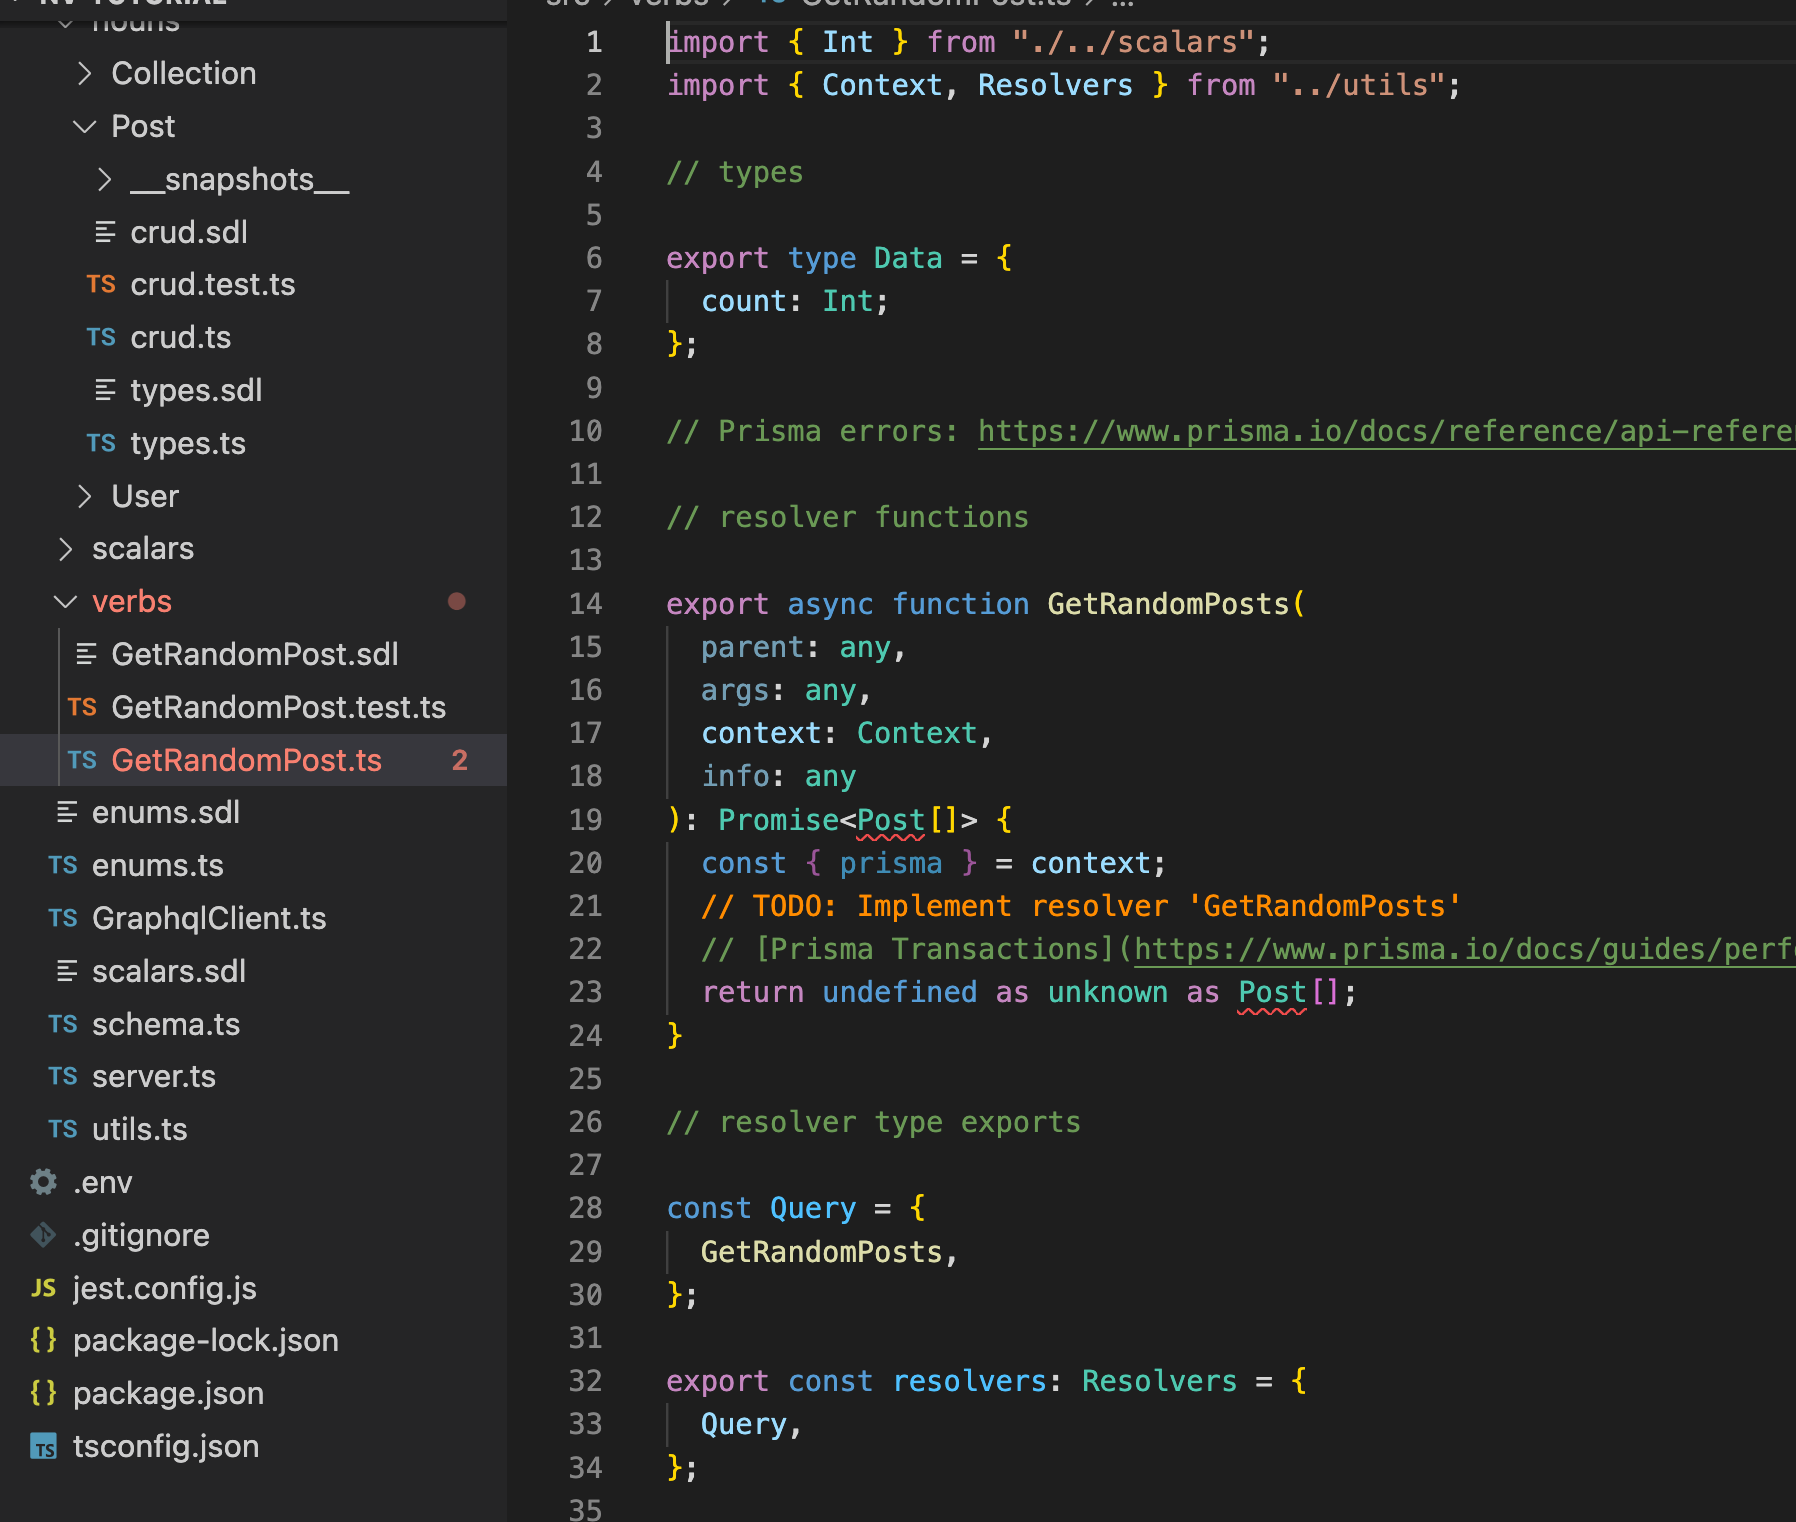 NV TUTORIAL
nouns
Collection
Post
__snapshots__
crud.sdl
TS crud.test.ts
TS crud.ts
types.sdl
TS types.ts
User
scalars
verbs
GetRandomPost.sdl
TS GetRandomPost.test.ts
TS GetRandomPost.ts 2
enums.sdl
TS enums.ts
TS GraphqlClient.ts
scalars.sdl
TS schema.ts
TS server.ts
TS utils.ts
.env
.gitignore
JS jest.config.js
{} package-lock.json
{} package.json
TS tsconfig.json
src > verbs > TS GetRandomPost.ts > ...
1 import { Int } from "./../scalars";
2 import { Context, Resolvers } from "../utils";
3
4 // types
5
6 export type Data = {
7 count: Int;
8 };
9
10 // Prisma errors: https://www.prisma.io/docs/reference/api-refere
11
12 // resolver functions
13
14 export async function GetRandomPosts(
15 parent: any,
16 args: any,
17 context: Context,
18 info: any
19 ): Promise<Post[]> {
20 const { prisma } = context;
21 // TODO: Implement resolver 'GetRandomPosts'
22 // [Prisma Transactions](https://www.prisma.io/docs/guides/perf
23 return undefined as unknown as Post[];
24 }
25
26 // resolver type exports
27
28 const Query = {
29 GetRandomPosts,
30 };
31
32 export const resolvers: Resolvers = {
33 Query,
34 };
35